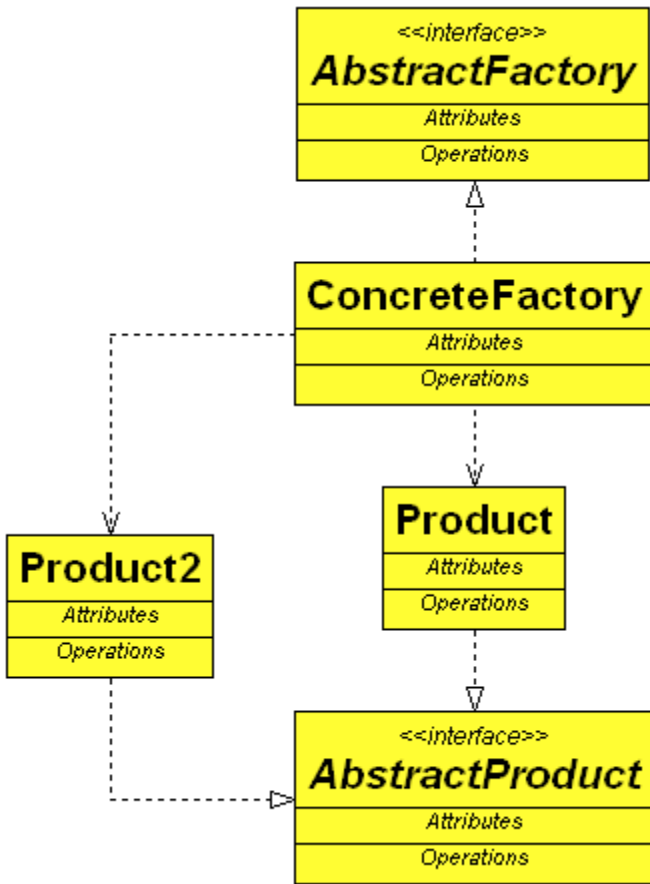 <<interface>>
AbstractFactory
Attributes
Operations
ConcreteFactory
Attributes
Operations
Product
Attributes
Operations
Product2
Attributes
Operations
<<interface>>
AbstractProduct
Attributes
Operations